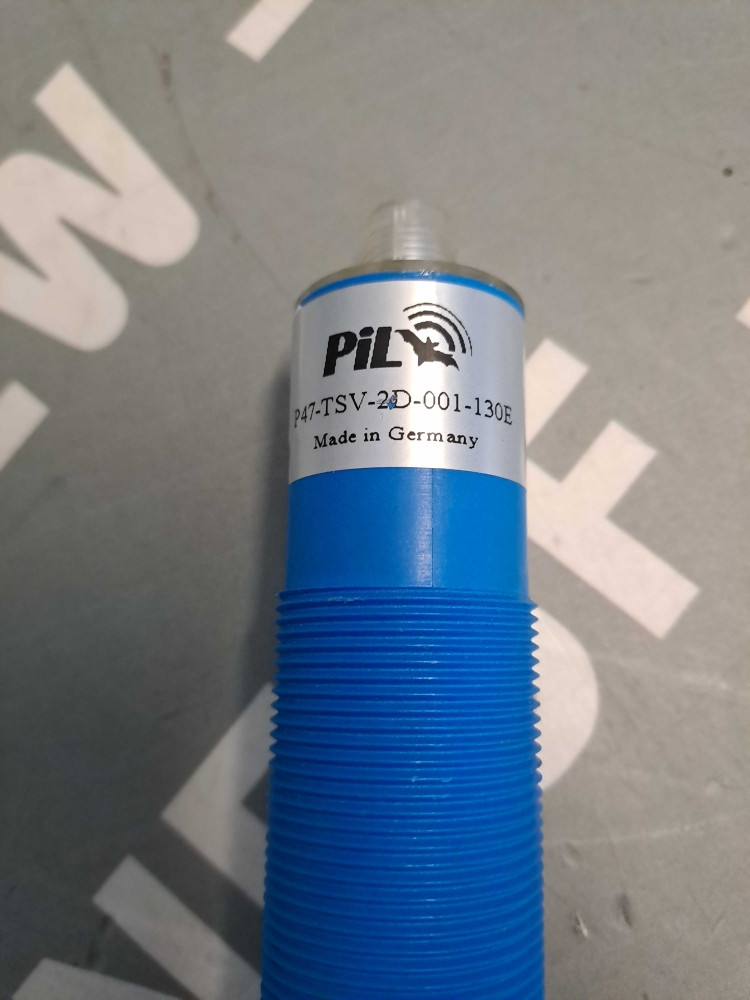 PiL
P47-TSV-2D-001-130E
Made in Germany